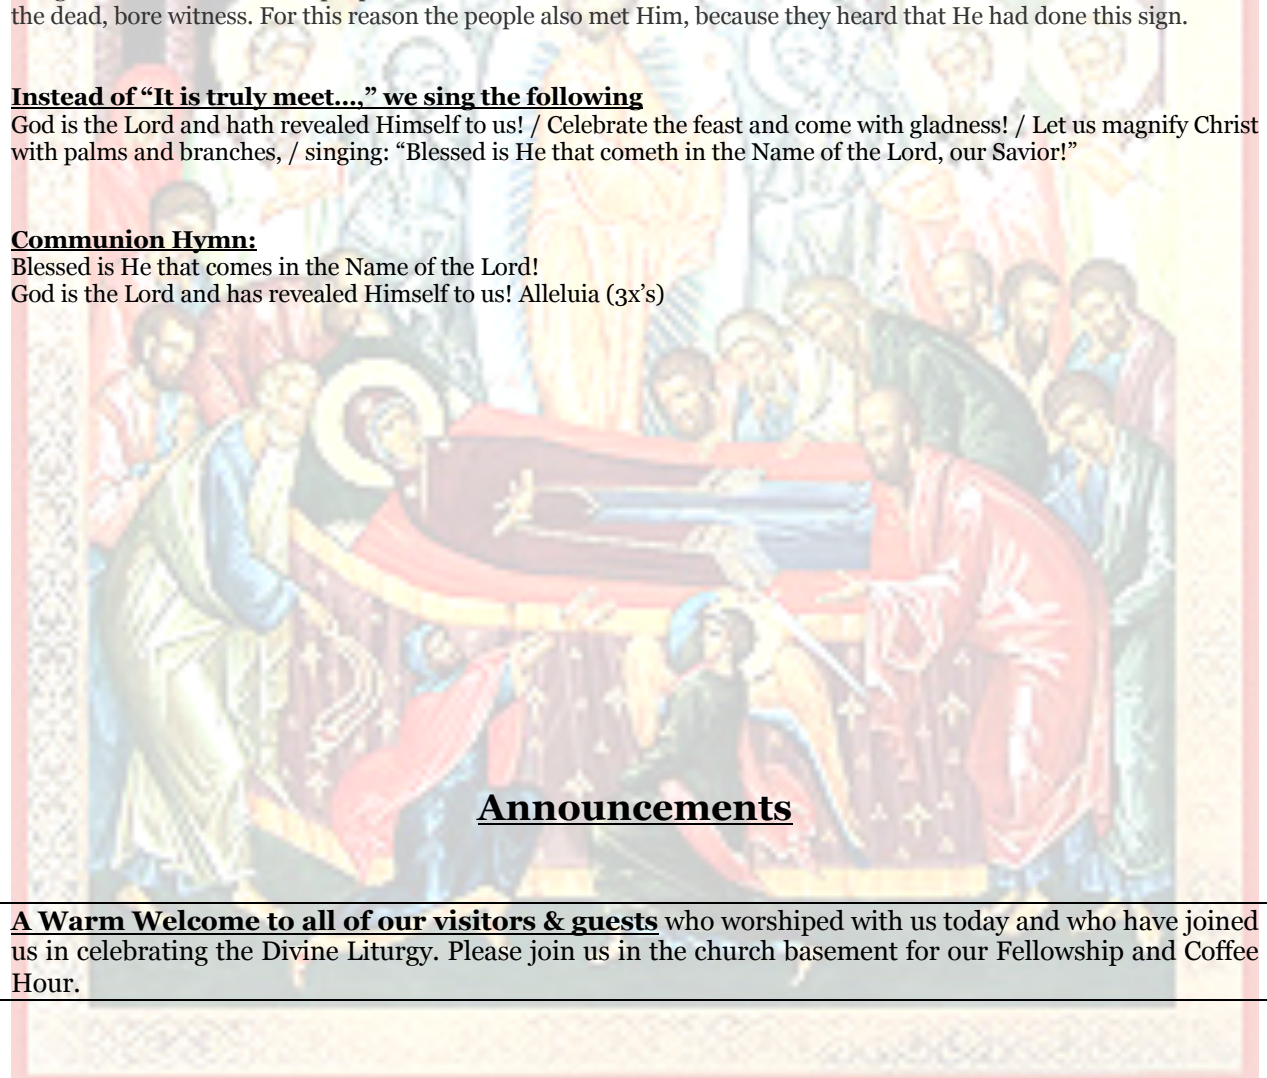 the dead, bore witness. For this reason the people also met Him, because they heard that He had done this sign.
Instead of “It is truly meet...,” we sing the following
God is the Lord and hath revealed Himself to us! / Celebrate the feast and come with gladness! / Let us magnify Christ
with palms and branches, / singing: “Blessed is He that cometh in the Name of the Lord, our Savior!”
Communion Hymn:
Blessed is He that comes in the Name of the Lord!
God is the Lord and has revealed Himself to us! Alleluia (3x’s)
Announcements
A Warm Welcome to all of our visitors & guests who worshiped with us today and who have joined
us in celebrating the Divine Liturgy. Please join us in the church basement for our Fellowship and Coffee
Hour.